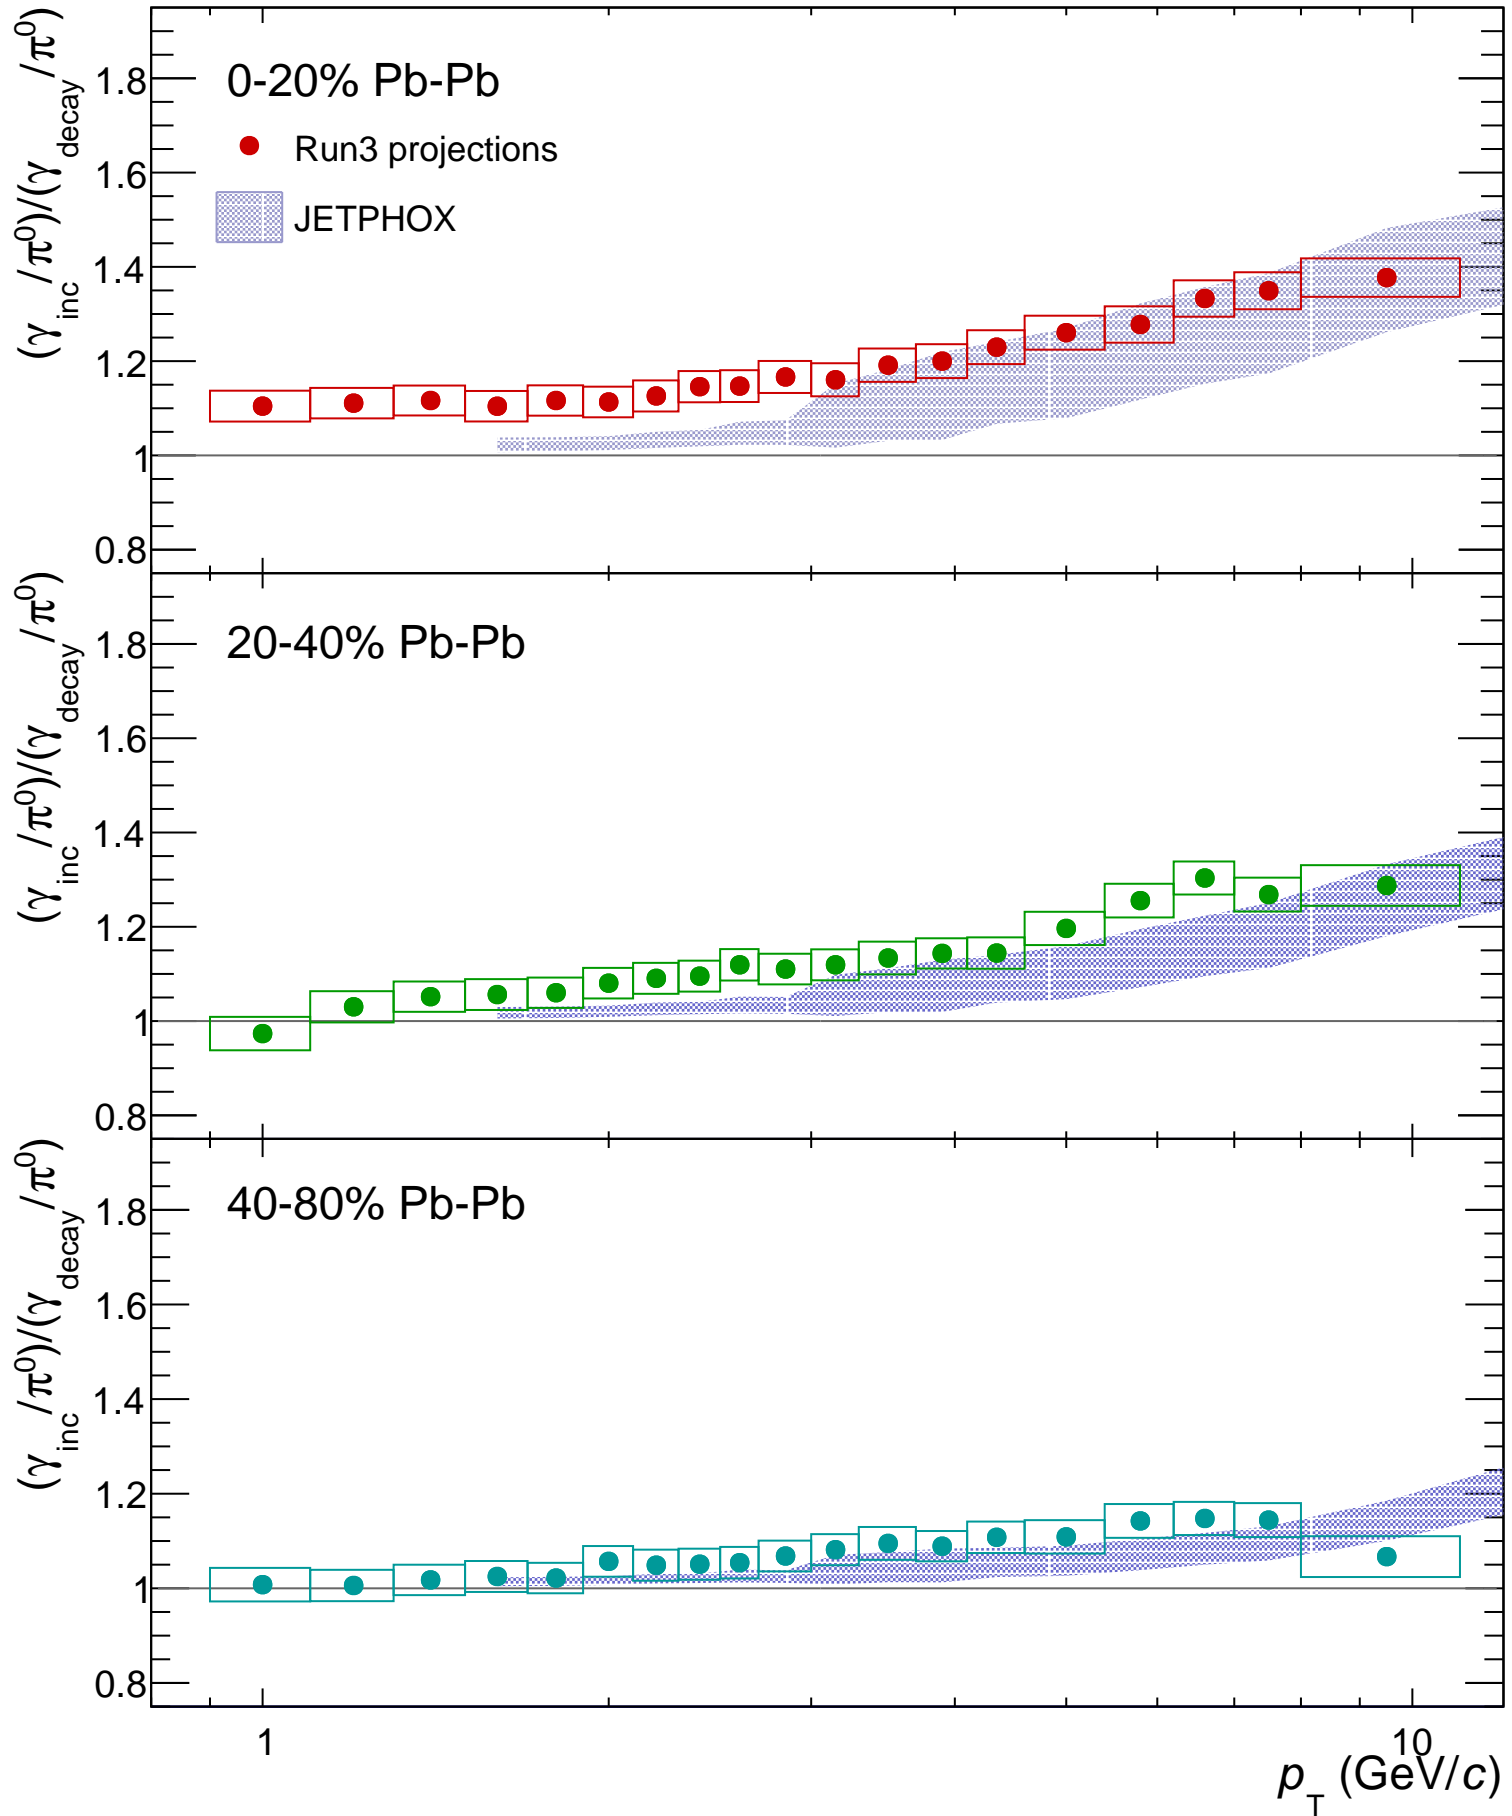 (γinc/π⁰)/(γdecay/π⁰)
1.8
1.6
1.4
1.2
1
0.8
0-20% Pb-Pb
Run3 projections
JETPHOX
(γinc/π⁰)/(γdecay/π⁰)
1.8
1.6
1.4
1.2
1
0.8
20-40% Pb-Pb
(γinc/π⁰)/(γdecay/π⁰)
1.8
1.6
1.4
1.2
1
0.8
40-80% Pb-Pb
1 10
pT (GeV/c)